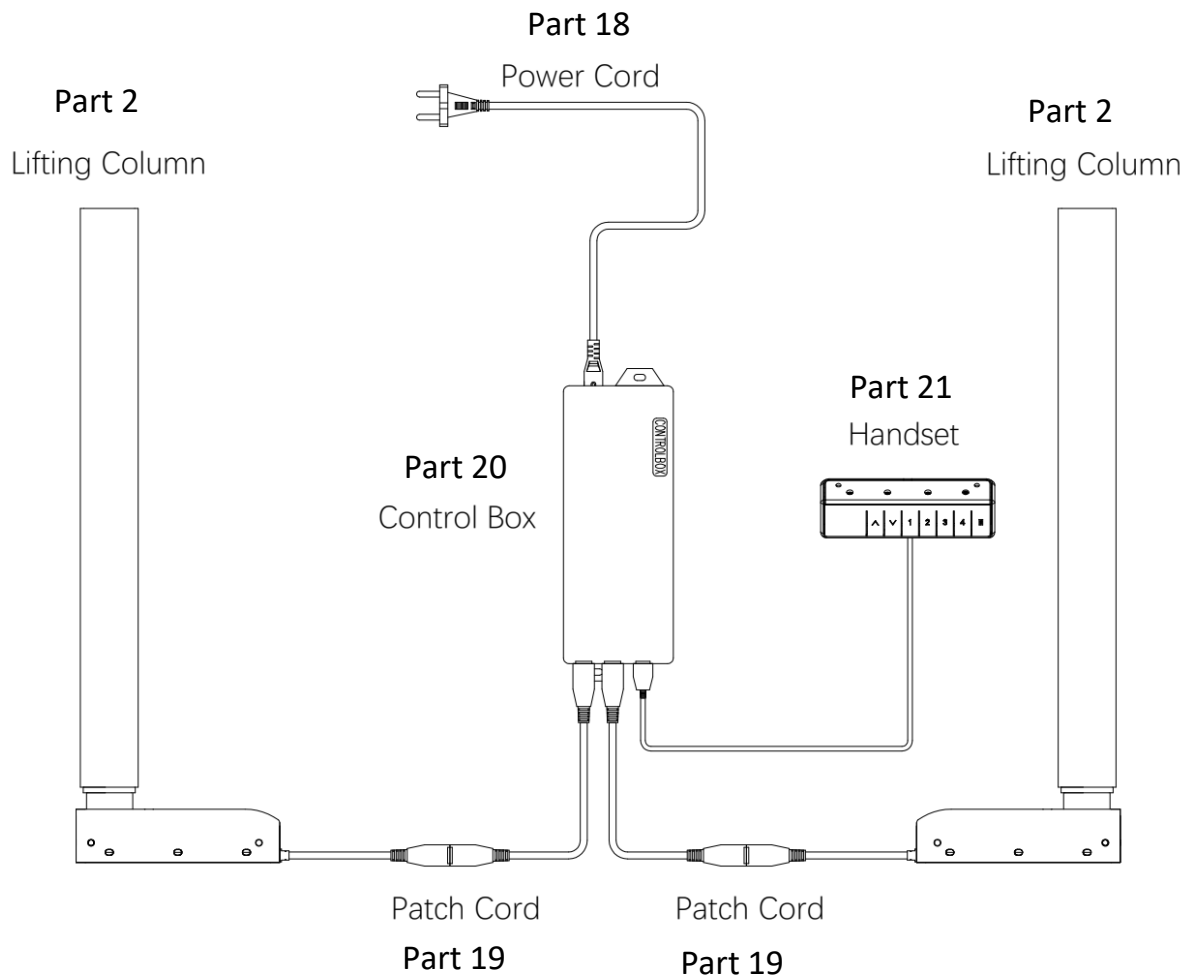 Part 18
Power Cord
Part 2
Lifting Column
Part 2
Lifting Column
CONTROLBOX
Part 20
Control Box
Part 21
Handset
1 2 3 4
Patch Cord
Part 19
Patch Cord
Part 19